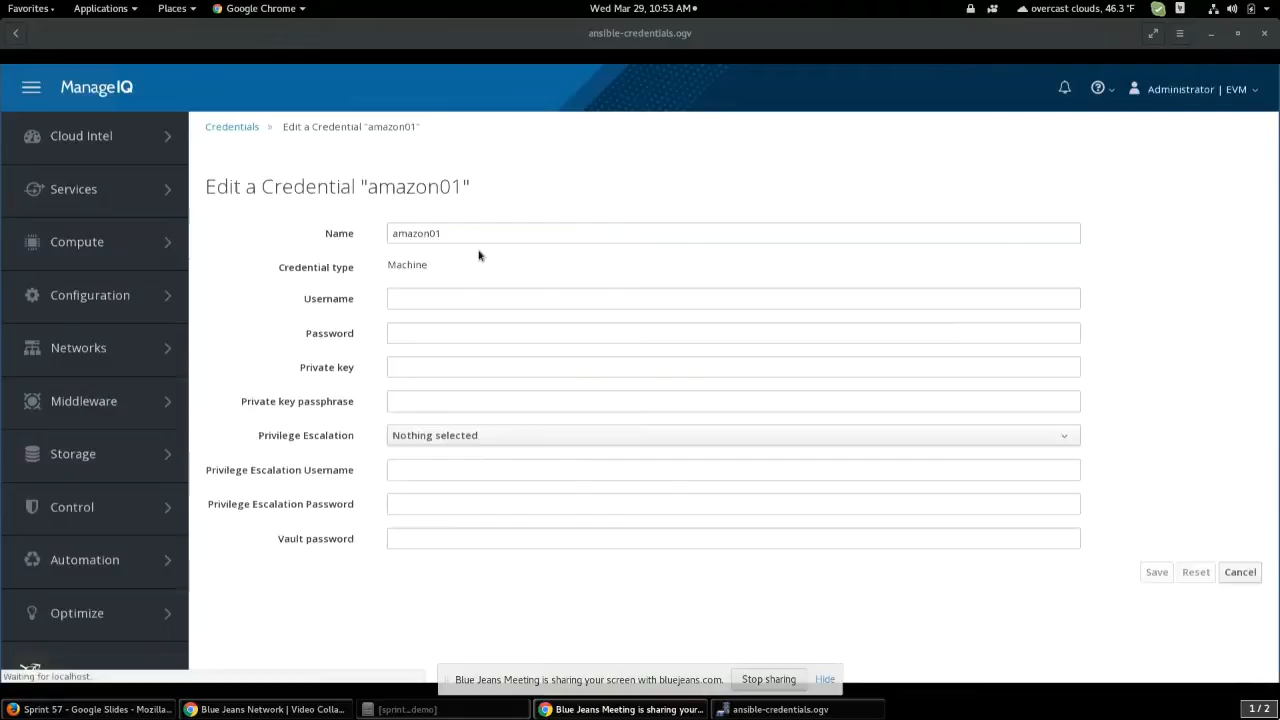 Favorites Applications Places Google Chrome Wed Mar 29, 10:53 AM overcast clouds, 46.3 °F
ansible-credentials.ogv
ManageIQ Administrator | EVM
Credentials » Edit a Credential "amazon01"
Cloud Intel
Services
Compute
Configuration
Networks
Middleware
Storage
Control
Automation
Optimize
Edit a Credential "amazon01"
Name amazon01
Credential type Machine
Username
Password
Private key
Private key passphrase
Privilege Escalation Nothing selected
Privilege Escalation Username
Privilege Escalation Password
Vault password
Save Reset Cancel
Waiting for localhost.
Blue Jeans Meeting is sharing your screen with bluejeans.com. Stop sharing Hide
Sprint 57 - Google Slides - Mozilla... Blue Jeans Network | Video Colla... [sprint_demo] Blue Jeans Meeting is sharing your... ansible-credentials.ogv 1 / 2